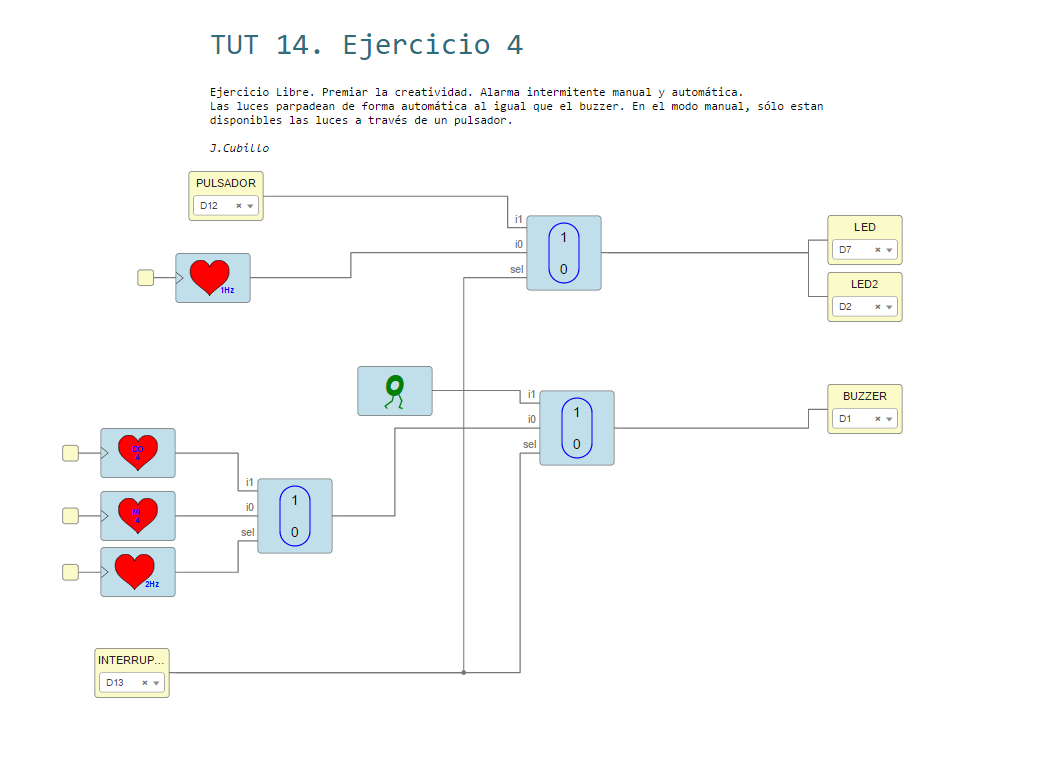 TUT 14. Ejercicio 4
Ejercicio Libre. Premiar la creatividad. Alarma intermitente manual y automática.
Las luces parpadean de forma automática al igual que el buzzer. En el modo manual, sólo estan
disponibles las luces a través de un pulsador.
J.Cubillo
PULSADOR
D12
i1
i0
sel
1
0
1Hz
LED
D7
LED2
D2
i1
i0
sel
1
0
BUZZER
D1
DO
4
MI
4
2Hz
i1
i0
sel
1
0
INTERRUP...
D13